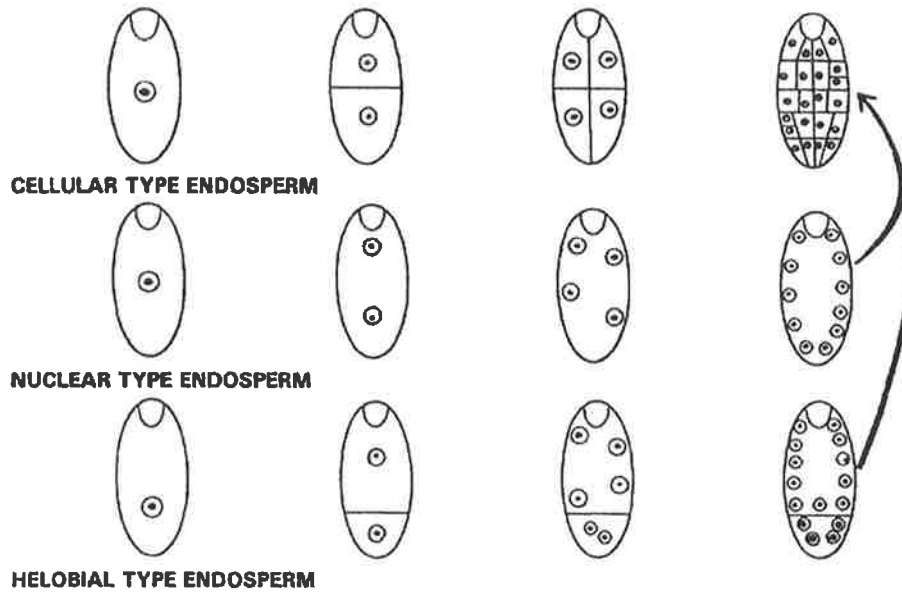 CELLULAR TYPE ENDOSPERM
NUCLEAR TYPE ENDOSPERM
HELOBIAL TYPE ENDOSPERM